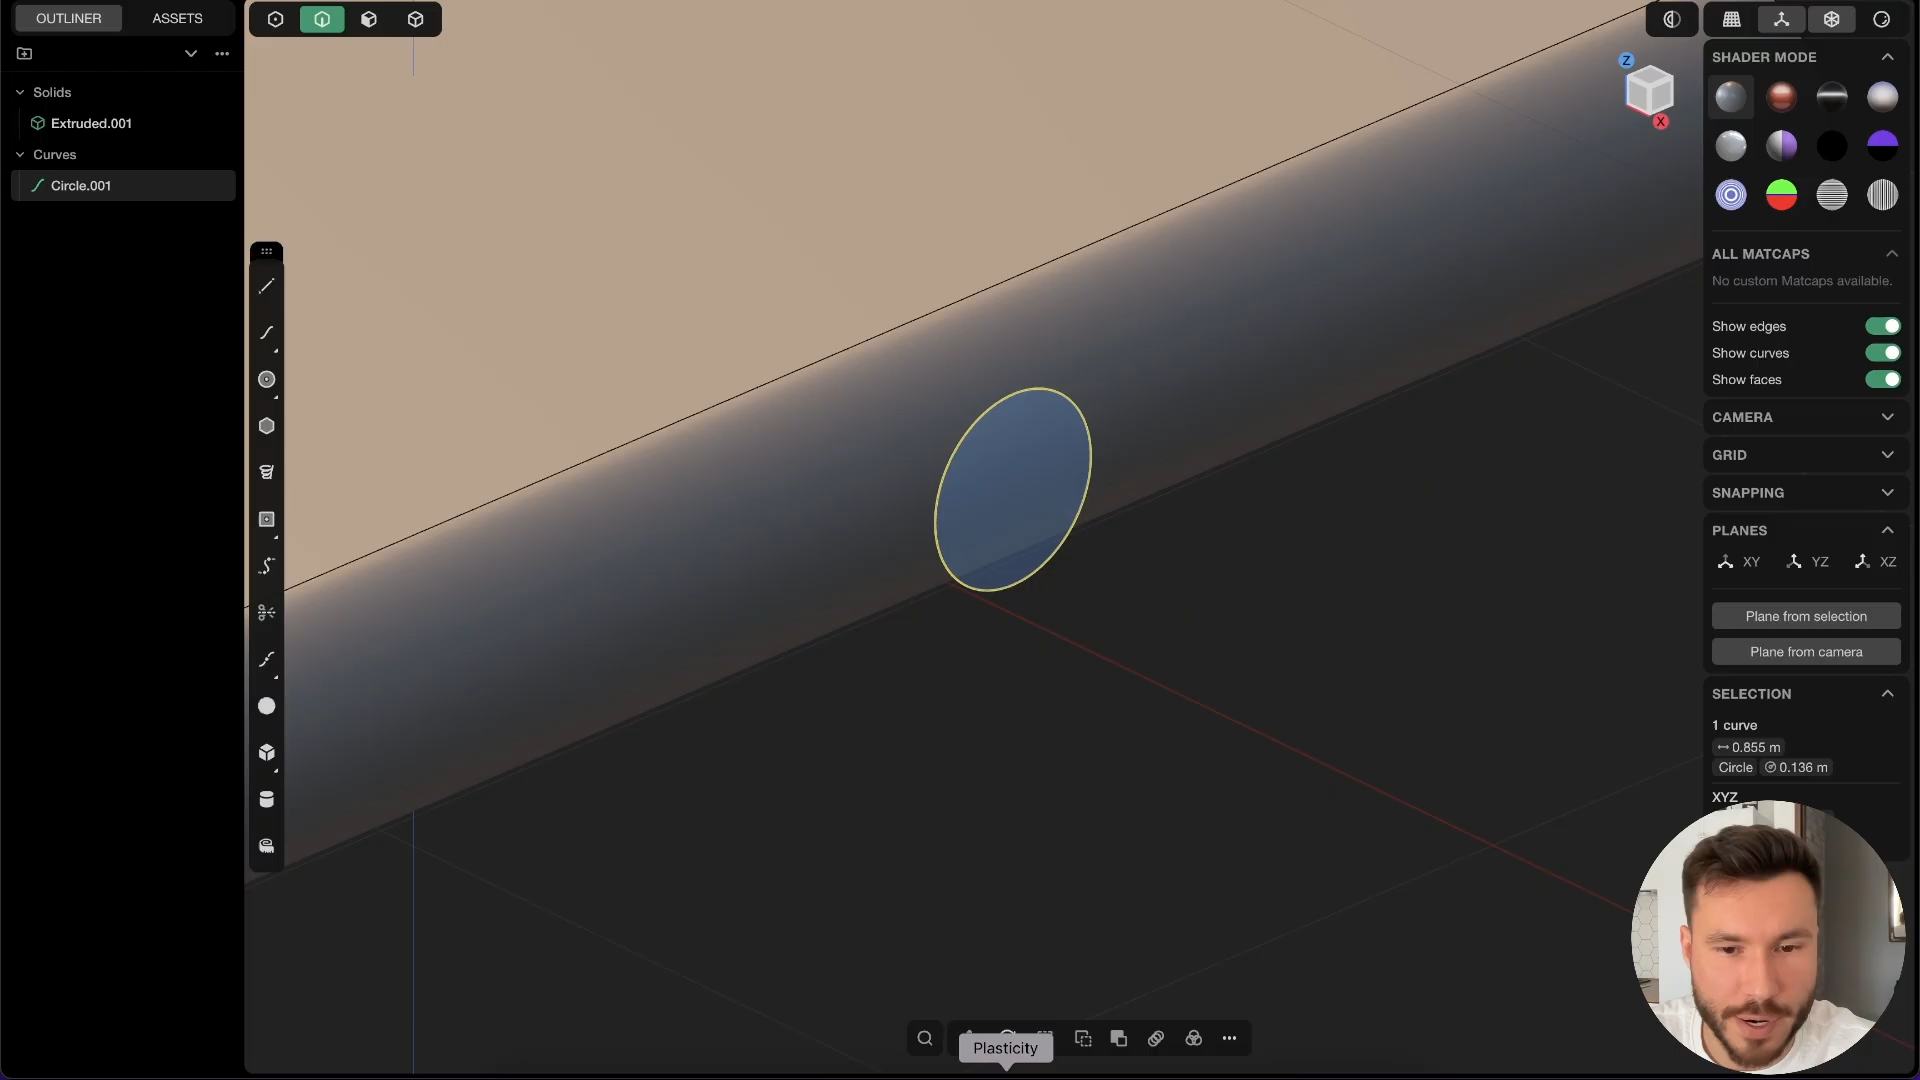 OUTLINER
ASSETS
Solids
Extruded.001
Curves
Circle.001
Z
X
SHADER MODE
ALL MATCAPS
No custom Matcaps available.
Show edges
Show curves
Show faces
CAMERA
GRID
SNAPPING
PLANES
XY YZ XZ
Plane from selection
Plane from camera
SELECTION
1 curve
0.855 m
Circle 0.136 m
XYZ
Plasticity